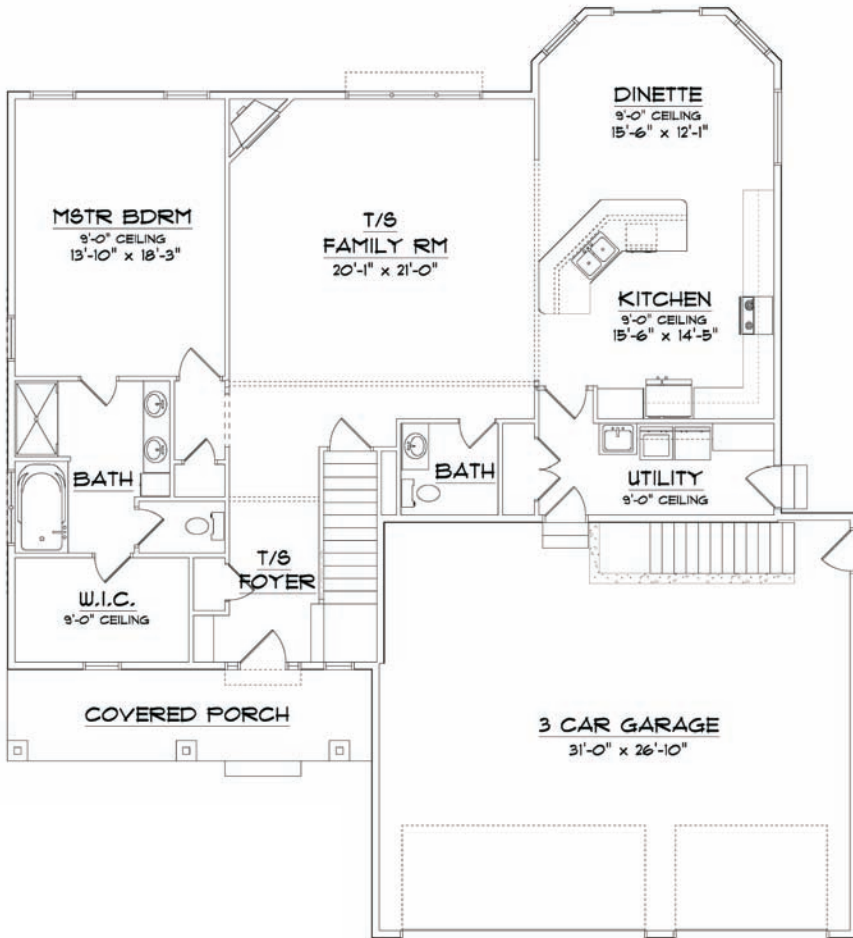 DINETTE
9'-0" CEILING
15'-6" x 12'-1"
MSTR BDRM
9'-0" CEILING
13'-10" x 18'-3"
T/S
FAMILY RM
20'-1" x 21'-0"
KITCHEN
9'-0" CEILING
15'-6" x 14'-5"
BATH
BATH
UTILITY
9'-0" CEILING
T/S
FOYER
W.I.C.
9'-0" CEILING
COVERED PORCH
3 CAR GARAGE
31'-0" x 26'-10"